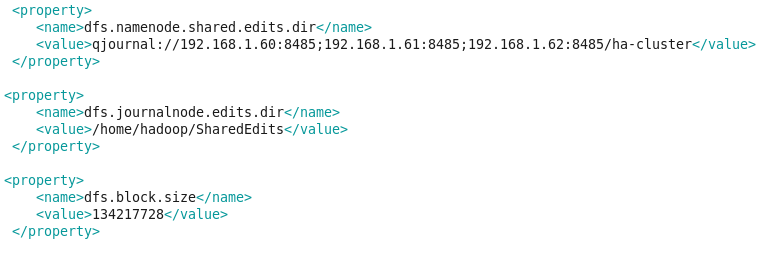 <property>
<name>dfs.namenode.shared.edits.dir</name>
<value>qjournal://192.168.1.60:8485;192.168.1.61:8485;192.168.1.62:8485/ha-cluster</value>
</property>
<property>
<name>dfs.journalnode.edits.dir</name>
<value>/home/hadoop/SharedEdits</value>
</property>
<property>
<name>dfs.block.size</name>
<value>134217728</value>
</property>